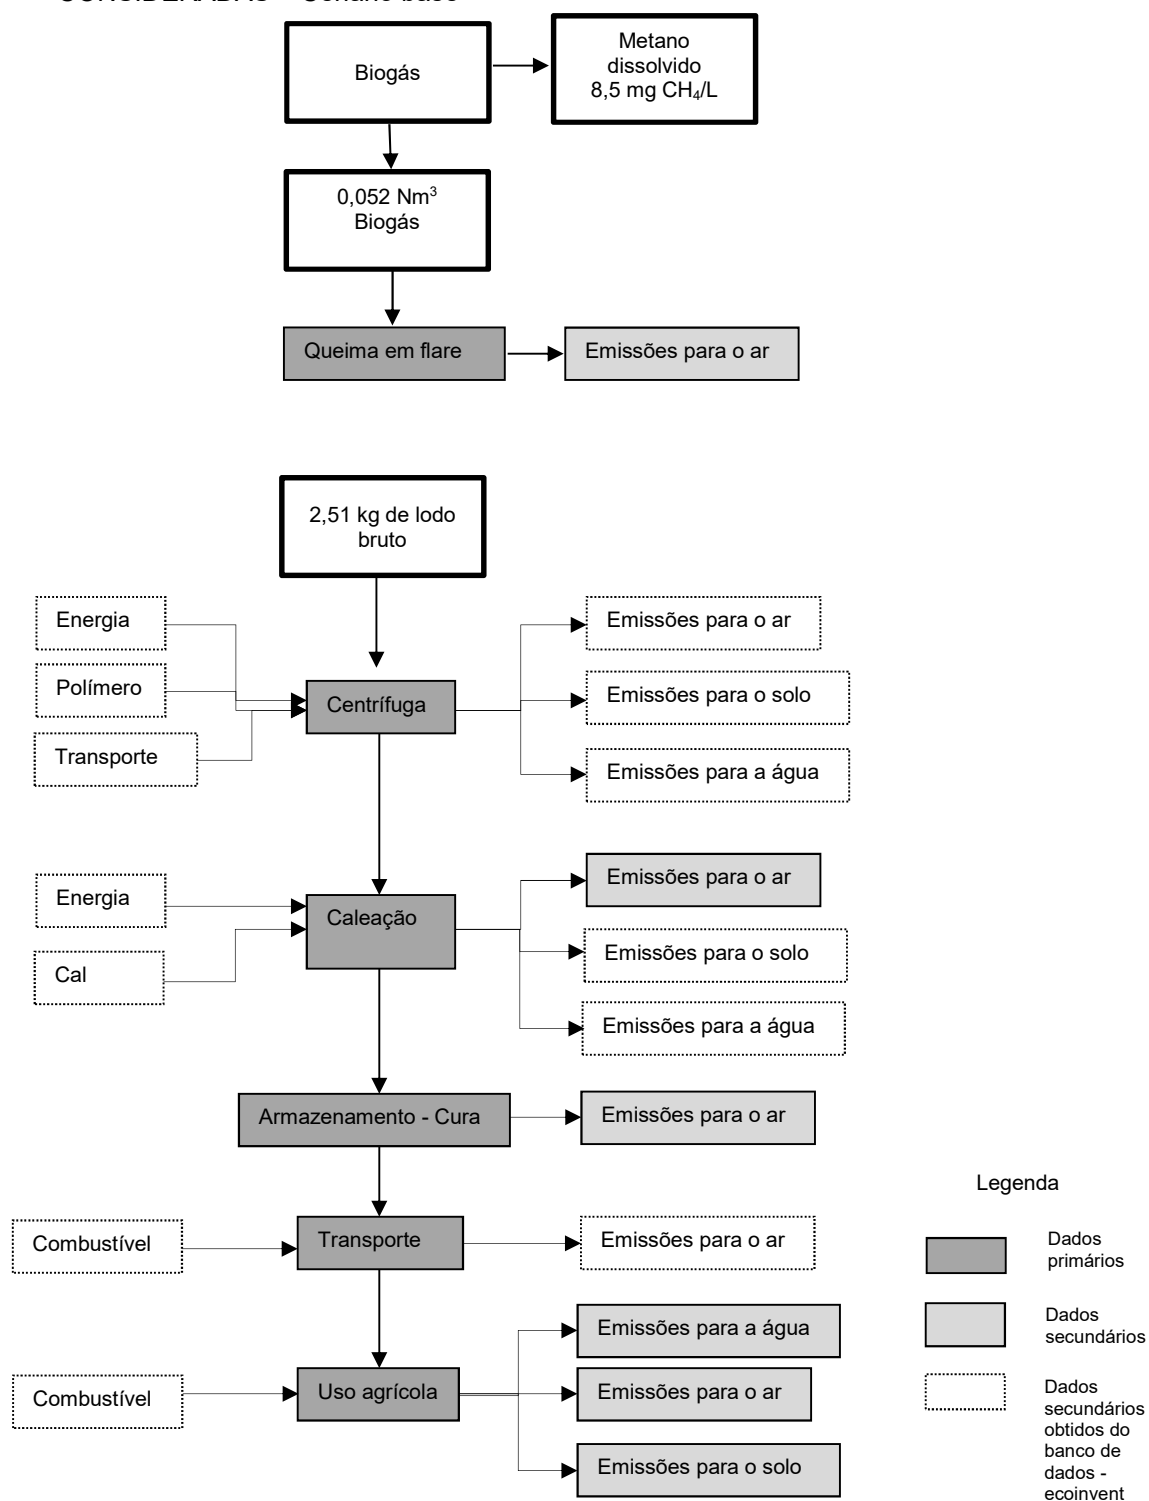 Biogás
Metano
dissolvido
8,5 mg CH₄/L
0,052 Nm³
Biogás
Queima em flare
Emissões para o ar
2,51 kg de lodo
bruto
Energia
Polímero
Transporte
Centrífuga
Emissões para o ar
Emissões para o solo
Emissões para a água
Energia
Cal
Caleação
Emissões para o ar
Emissões para o solo
Emissões para a água
Armazenamento - Cura
Emissões para o ar
Combustível
Transporte
Emissões para o ar
Combustível
Uso agrícola
Emissões para a água
Emissões para o ar
Emissões para o solo
Legenda
Dados
primários
Dados
secundários
Dados
secundários
obtidos do
banco de
dados -
ecoinvent